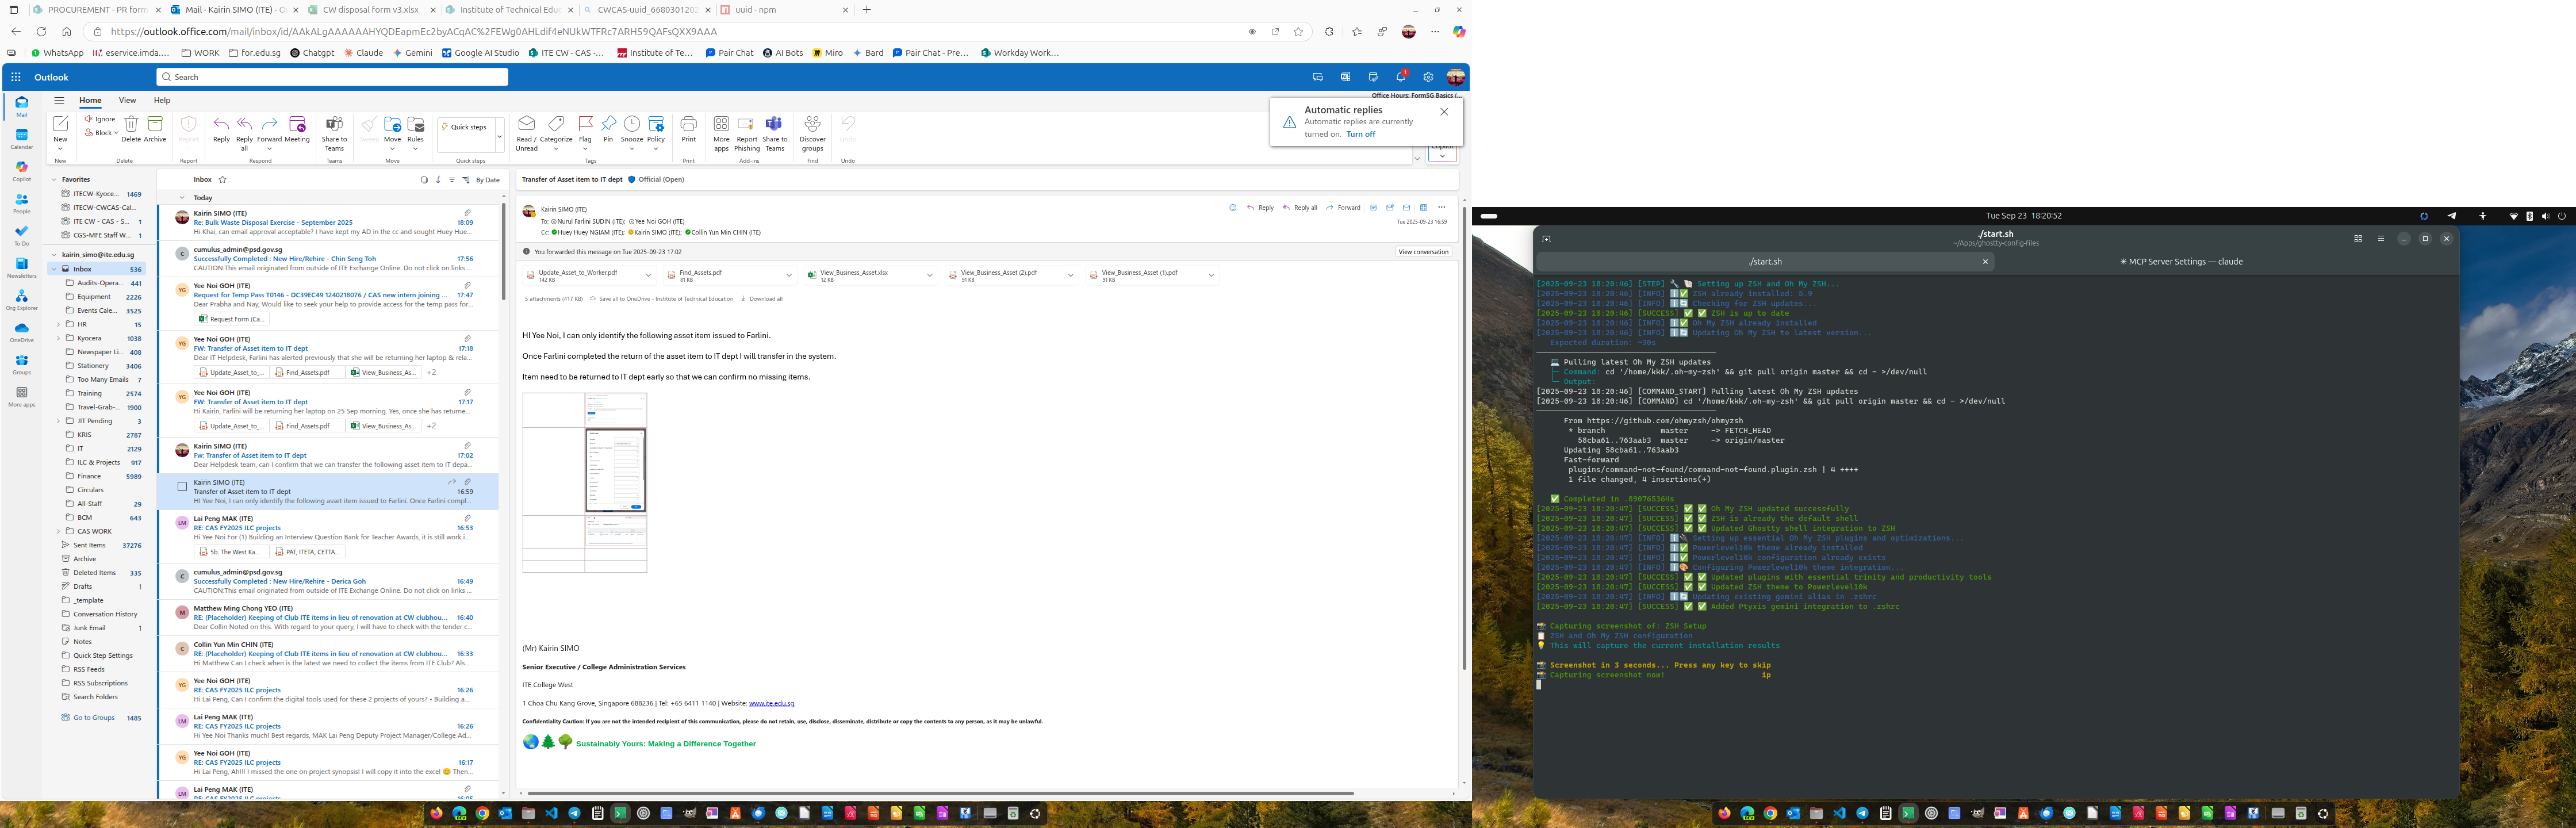 PROCUREMENT - PR form
Mail - Kairin SIMO (ITE) - O
CW disposal form v3.xlsx
Institute of Technical Educ
CWCAS-uuid_6680301202
uuid - npm
https://outlook.office.com/mail/inbox/id/AAkALgAAAAAAHYQDEapmEc2byACqAC%2FEWg0AHLdif4eNUkWTFRc7ARH59QAFsQXX9AAA
WhatsApp
eservice.imda....
WORK
for.edu.sg
Chatgpt
Claude
Gemini
Google AI Studio
ITE CW - CAS -...
Institute of Te...
Pair Chat
AI Bots
Miro
Bard
Pair Chat - Pre...
Workday Work...
Outlook
Search
Home View Help
Office Hours: FormSG Basics (...
Automatic replies
Automatic replies are currently
turned on. Turn off
New
Ignore
Block
Delete
Archive
Report
Reply
Reply all
Forward
Meeting
Share to Teams
Sweep
Move
Rules
Quick steps
Read / Unread
Categorize
Flag
Pin
Snooze
Policy
Print
More apps
Report Phishing
Share to Teams
Discover groups
Undo
Copilot
New
Delete
Report
Respond
Teams
Move
Quick steps
Tags
Print
Add-ins
Find
Undo
Mail
Calendar
Copilot
People
To Do
Newsletters
Org Explorer
OneDrive
Groups
More apps
Favorites
ITECW-Kyoce... 1469
ITECW-CWCAS-Cal...
ITE CW - CAS - S... 1
CGS-MFE Staff W... 1
kairin_simo@ite.edu.sg
Inbox 536
Audits-Opera... 441
Equipment 2226
Events Cale... 3525
HR 15
Kyocera 1038
Newspaper Li... 408
Stationery 3406
Too Many Emails 7
Training 2574
Travel-Grab-... 1900
JIT Pending 3
KRIS 2787
IT 2129
ILC & Projects 917
Finance 5989
Circulars
All-Staff 29
BCM 643
CAS WORK
Sent Items 37276
Archive
Deleted Items 335
Drafts 1
_template
Conversation History
Junk Email 1
Notes
Quick Step Settings
RSS Feeds
RSS Subscriptions
Search Folders
Go to Groups 1485
Inbox
By Date
Today
Kairin SIMO (ITE)
Re: Bulk Waste Disposal Exercise - September 2025 18:09
Hi Khai, can email approval acceptable? I have kept my AD in the cc and sought Huey Hue...
C
cumulus_admin@psd.gov.sg
Successfully Completed : New Hire/Rehire - Chin Seng Toh 17:56
CAUTION:This email originated from outside of ITE Exchange Online. Do not click on links ...
YG
Yee Noi GOH (ITE)
Request for Temp Pass T0146 - DC39EC49 1240218076 / CAS new intern joining ... 17:47
Dear Prabha and Nay, Would like to seek your help to provide access for the temp pass for...
Request Form (Ca...
YG
Yee Noi GOH (ITE)
FW: Transfer of Asset item to IT dept 17:18
Dear IT Helpdesk, Farlini has alerted previously that she will be returning her laptop & rela...
Update_Asset_to_... Find_Assets.pdf View_Business_As... +2
YG
Yee Noi GOH (ITE)
FW: Transfer of Asset item to IT dept 17:17
Hi Kairin, Farlini will be returning her laptop on 25 Sep morning. Yes, once she has returne...
Update_Asset_to_... Find_Assets.pdf View_Business_As... +2
Kairin SIMO (ITE)
Fw: Transfer of Asset item to IT dept 17:02
Dear Helpdesk team, can I confirm that we can transfer the following asset item to IT depa...
Kairin SIMO (ITE)
Transfer of Asset item to IT dept 16:59
HI Yee Noi, I can only identify the following asset item issued to Farlini. Once Farlini compl...
LM
Lai Peng MAK (ITE)
RE: CAS FY2025 ILC projects 16:53
Hi Yee Noi For (1) Building an Interview Question Bank for Teacher Awards, it is still work i...
5b. The West Ka... PAT, ITETA, CETTA...
C
cumulus_admin@psd.gov.sg
Successfully Completed : New Hire/Rehire - Derica Goh 16:49
CAUTION:This email originated from outside of ITE Exchange Online. Do not click on links ...
M
Matthew Ming Chong YEO (ITE)
RE: (Placeholder) Keeping of Club ITE items in lieu of renovation at CW clubhou... 16:40
Dear Collin Noted on this. With regard to your query, I will have to check with the tender c...
C
Collin Yun Min CHIN (ITE)
RE: (Placeholder) Keeping of Club ITE items in lieu of renovation at CW clubhou... 16:33
Hi Matthew Can I check when is the latest we need to collect the items from ITE Club? Als...
YG
Yee Noi GOH (ITE)
RE: CAS FY2025 ILC projects 16:26
Hi Lai Peng, Can I confirm the digital tools used for these 2 projects of yours? • Building a...
LM
Lai Peng MAK (ITE)
RE: CAS FY2025 ILC projects 16:26
Hi Yee Noi Thanks much! Best regards, MAK Lai Peng Deputy Project Manager/College Ad...
YG
Yee Noi GOH (ITE)
RE: CAS FY2025 ILC projects 16:17
Hi Lai Peng, Ah!!! I missed the one on project synopsis! I will copy it into the excel 😊 Then...
LM
Lai Peng MAK (ITE)
Transfer of Asset item to IT dept Official (Open)
Kairin SIMO (ITE)
To: Nurul Farlini SUDIN (ITE); Yee Noi GOH (ITE)
Cc: Huey Huey NGIAM (ITE); Kairin SIMO (ITE); Collin Yun Min CHIN (ITE)
Reply
Reply all
Forward
Tue 2025-09-23 16:59
You forwarded this message on Tue 2025-09-23 17:02
View conversation
Update_Asset_to_Worker.pdf
142 KB
Find_Assets.pdf
81 KB
View_Business_Asset.xlsx
12 KB
View_Business_Asset (2).pdf
91 KB
View_Business_Asset (1).pdf
91 KB
5 attachments (417 KB) Save all to OneDrive - Institute of Technical Education Download all
HI Yee Noi, I can only identify the following asset item issued to Farlini.
Once Farlini completed the return of the asset item to IT dept I will transfer in the system.
Item need to be returned to IT dept early so that we can confirm no missing items.
(Mr) Kairin SIMO
Senior Executive / College Administration Services
ITE College West
1 Choa Chu Kang Grove, Singapore 688236 | Tel: +65 6411 1140 | Website: www.ite.edu.sg
Confidentiality Caution: If you are not the intended recipient of this communication, please do not retain, use, disclose, disseminate, distribute or copy the contents to any person, as it may be unlawful.
Sustainably Yours: Making a Difference Together
Tue Sep 23 18:20:52
./start.sh
~/Apps/ghostty-config-files
./start.sh
✳ MCP Server Settings — claude
[2025-09-23 18:20:46] [STEP] 🔧 🐚 Setting up ZSH and Oh My ZSH...
[2025-09-23 18:20:46] [INFO] ℹ️✅ ZSH already installed: 5.9
[2025-09-23 18:20:46] [INFO] ℹ️🔄 Checking for ZSH updates...
[2025-09-23 18:20:46] [SUCCESS] ✅ ✅ ZSH is up to date
[2025-09-23 18:20:46] [INFO] ℹ️✅ Oh My ZSH already installed
[2025-09-23 18:20:46] [INFO] ℹ️🔄 Updating Oh My ZSH to latest version...
Expected duration: ~30s
💻 Pulling latest Oh My ZSH updates
├─ Command: cd '/home/kkk/.oh-my-zsh' && git pull origin master && cd - >/dev/null
└─ Output:
[2025-09-23 18:20:46] [COMMAND_START] Pulling latest Oh My ZSH updates
[2025-09-23 18:20:46] [COMMAND] cd '/home/kkk/.oh-my-zsh' && git pull origin master && cd - >/dev/null
From https://github.com/ohmyzsh/ohmyzsh
* branch master -> FETCH_HEAD
58cba61..763aab3 master -> origin/master
Updating 58cba61..763aab3
Fast-forward
plugins/command-not-found/command-not-found.plugin.zsh | 4 ++++
1 file changed, 4 insertions(+)
✅ Completed in .890765364s
[2025-09-23 18:20:47] [SUCCESS] ✅ ✅ Oh My ZSH updated successfully
[2025-09-23 18:20:47] [SUCCESS] ✅ ✅ ZSH is already the default shell
[2025-09-23 18:20:47] [SUCCESS] ✅ ✅ Updated Ghostty shell integration to ZSH
[2025-09-23 18:20:47] [INFO] ℹ️🔌 Setting up essential Oh My ZSH plugins and optimizations...
[2025-09-23 18:20:47] [INFO] ℹ️✅ Powerlevel10k theme already installed
[2025-09-23 18:20:47] [INFO] ℹ️✅ Powerlevel10k configuration already exists
[2025-09-23 18:20:47] [INFO] ℹ️🎨 Configuring Powerlevel10k theme integration...
[2025-09-23 18:20:47] [SUCCESS] ✅ ✅ Updated plugins with essential trinity and productivity tools
[2025-09-23 18:20:47] [SUCCESS] ✅ ✅ Updated ZSH theme to Powerlevel10k
[2025-09-23 18:20:47] [INFO] ℹ️🔄 Updating existing gemini alias in .zshrc
[2025-09-23 18:20:47] [SUCCESS] ✅ ✅ Added Ptyxis gemini integration to .zshrc
📸 Capturing screenshot of: ZSH Setup
📋 ZSH and Oh My ZSH configuration
💡 This will capture the current installation results
📸 Screenshot in 3 seconds... Press any key to skip
📸 Capturing screenshot now! ip